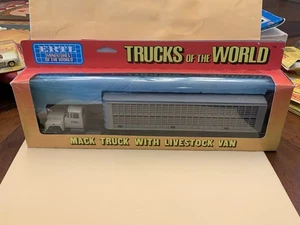 ERTL
TRUCKS OF THE WORLD
MACK TRUCK WITH LIVESTOCK VAN